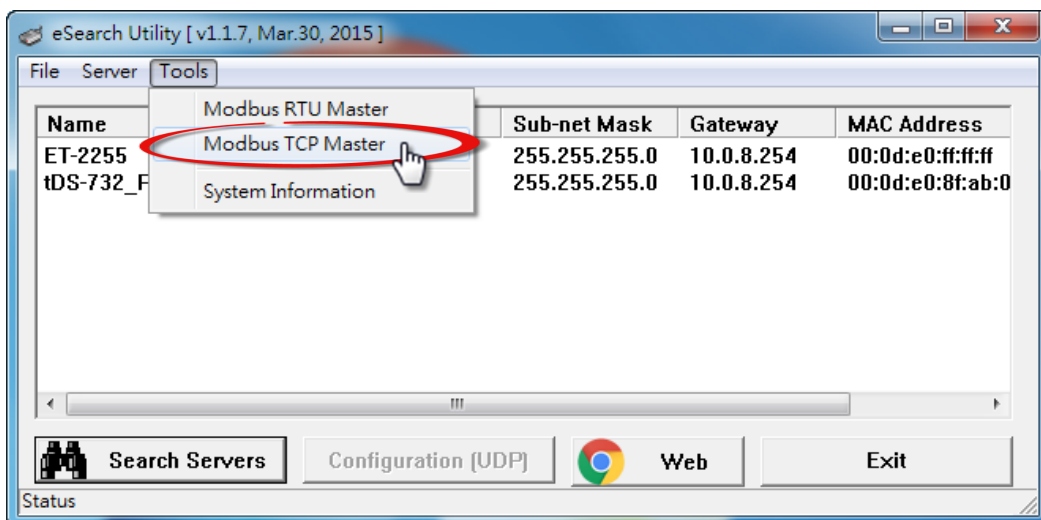 eSearch Utility [ v1.1.7, Mar.30, 2015 ]
File Server Tools
Modbus RTU Master
Modbus TCP Master
System Information
Name Sub-net Mask Gateway MAC Address
ET-2255 255.255.255.0 10.0.8.254 00:0d:e0:ff:ff:ff
tDS-732_F 255.255.255.0 10.0.8.254 00:0d:e0:8f:ab:0
Search Servers Configuration (UDP) Web Exit
Status